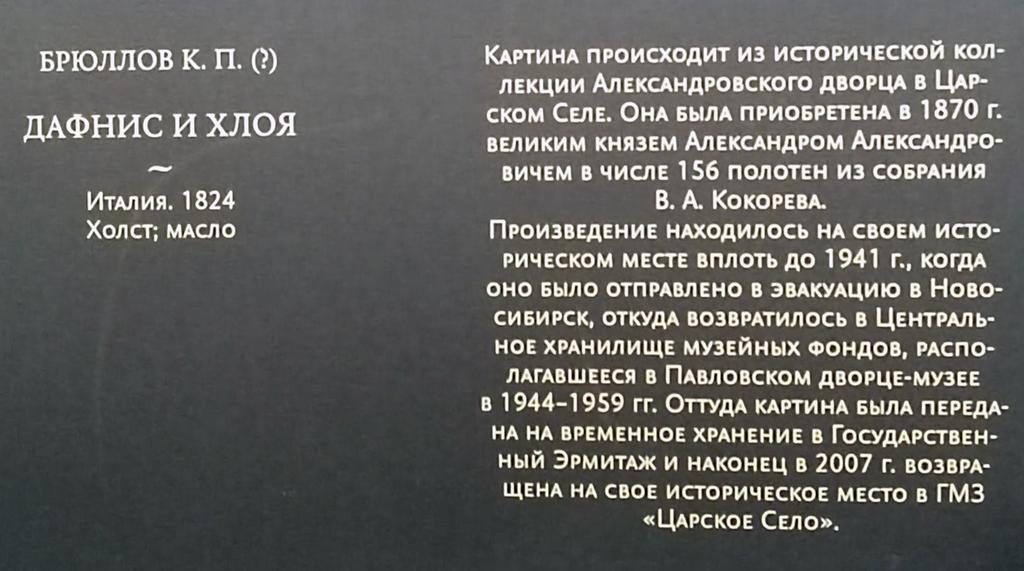 БРЮЛЛОВ К. П. (?)
ДАФНИС И ХЛОЯ
~
Италия. 1824
Холст; масло
Картина происходит из исторической кол-
лекции Александровского дворца в Цар-
ском Селе. Она была приобретена в 1870 г.
великим князем Александром Александро-
вичем в числе 156 полотен из собрания
В. А. Кокорева.
Произведение находилось на своем исто-
рическом месте вплоть до 1941 г., когда
оно было отправлено в эвакуацию в Ново-
сибирск, откуда возвратилось в Централь-
ное хранилище музейных фондов, распо-
лагавшееся в Павловском дворце-музее
в 1944–1959 гг. Оттуда картина была переда-
на на временное хранение в Государствен-
ный Эрмитаж и наконец в 2007 г. возвра-
щена на свое историческое место в ГМЗ
«Царское Село».